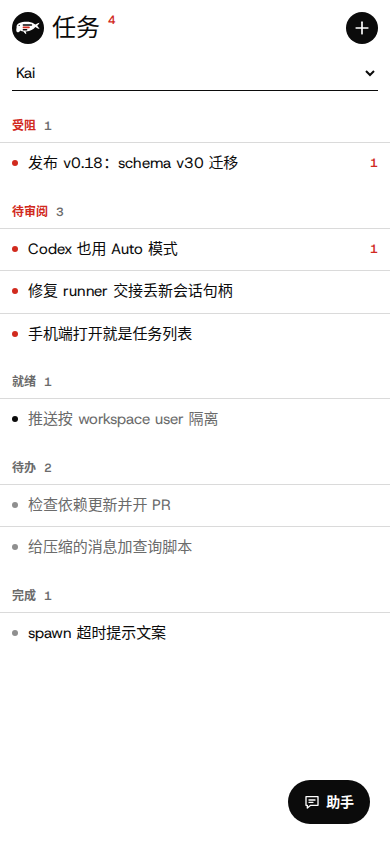 任务 4
Kai
受阻 1
发布 v0.18：schema v30 迁移 1
待审阅 3
Codex 也用 Auto 模式 1
修复 runner 交接丢新会话句柄
手机端打开就是任务列表
就绪 1
推送按 workspace user 隔离
待办 2
检查依赖更新并开 PR
给压缩的消息加查询脚本
完成 1
spawn 超时提示文案
助手